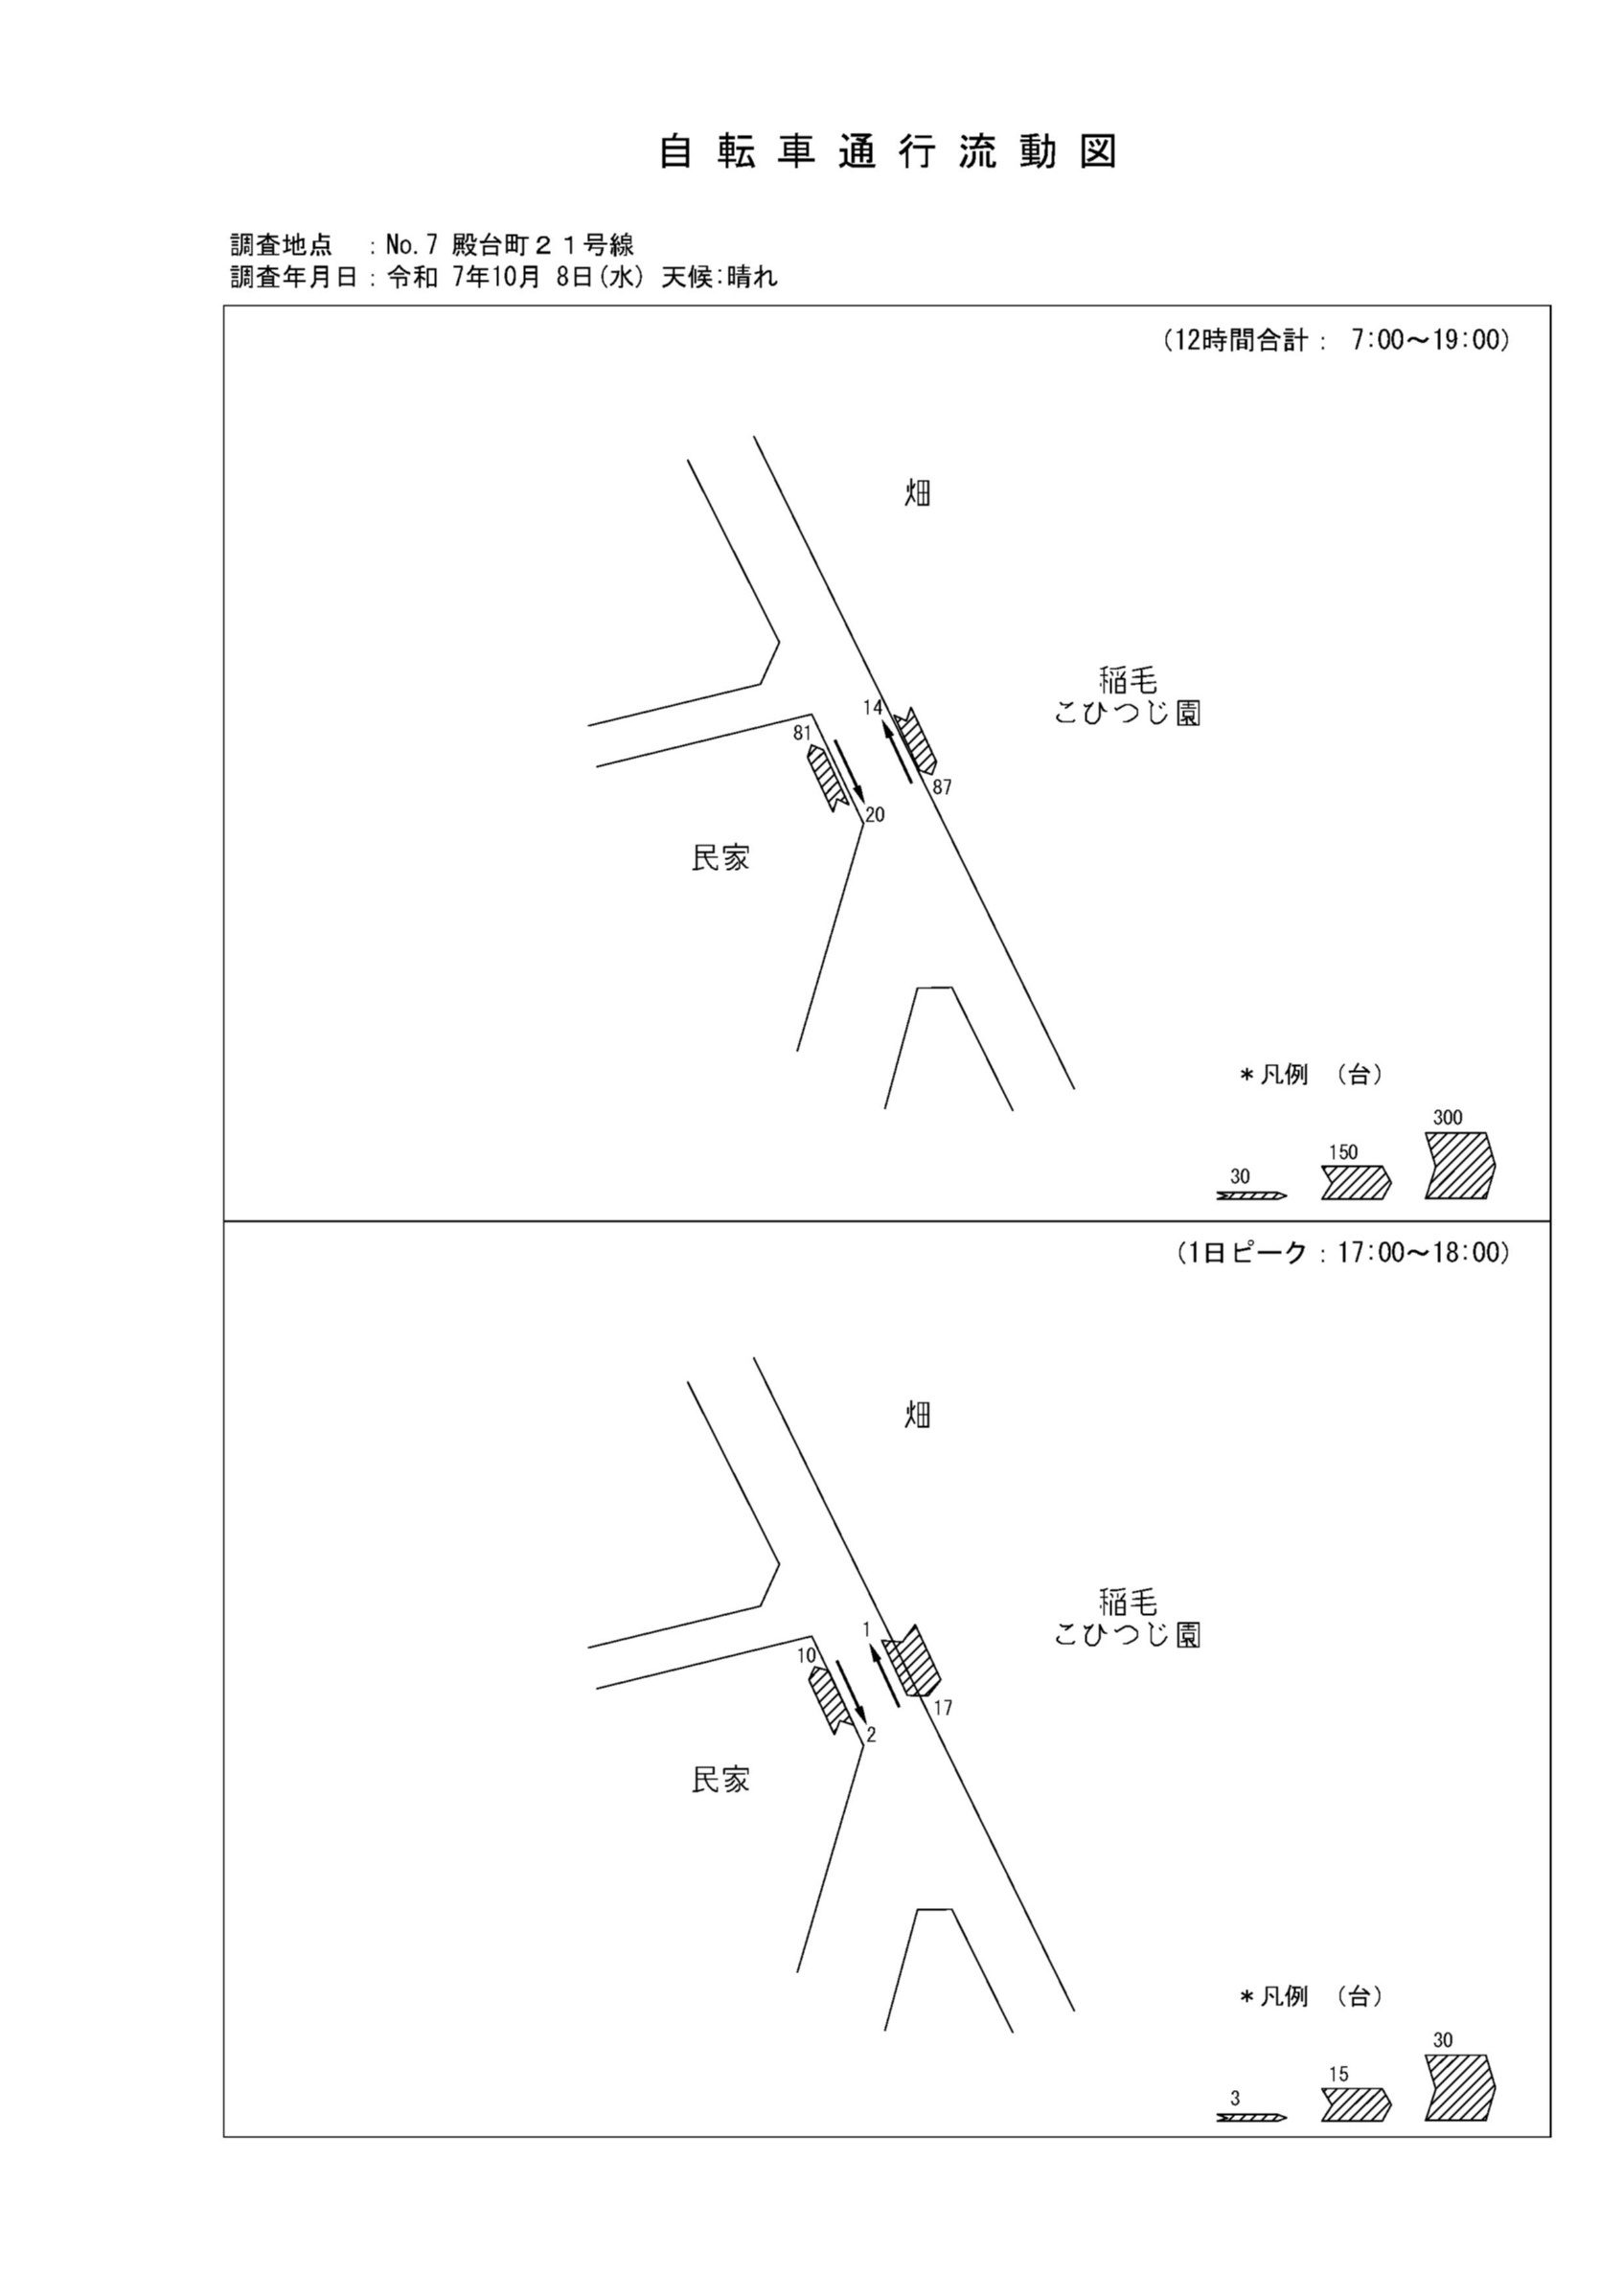 自転車通行流動図
調査地点　：No.7 殿台町２１号線
調査年月日：令和 7年10月 8日(水) 天候:晴れ
(12時間合計： 7:00～19:00)
畑
稲毛
こひつじ園
14
81
87
20
民家
＊凡例 （台）
300
150
30
(1日ピーク：17:00～18:00)
畑
稲毛
こひつじ園
1
10
17
2
民家
＊凡例 （台）
30
15
3